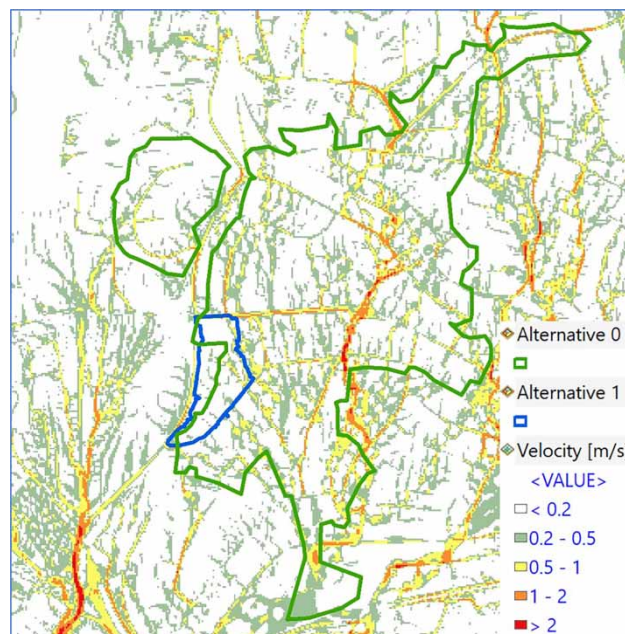 Alternative 0
Alternative 1
Velocity [m/s
<VALUE>
< 0.2
0.2 - 0.5
0.5 - 1
1 - 2
> 2